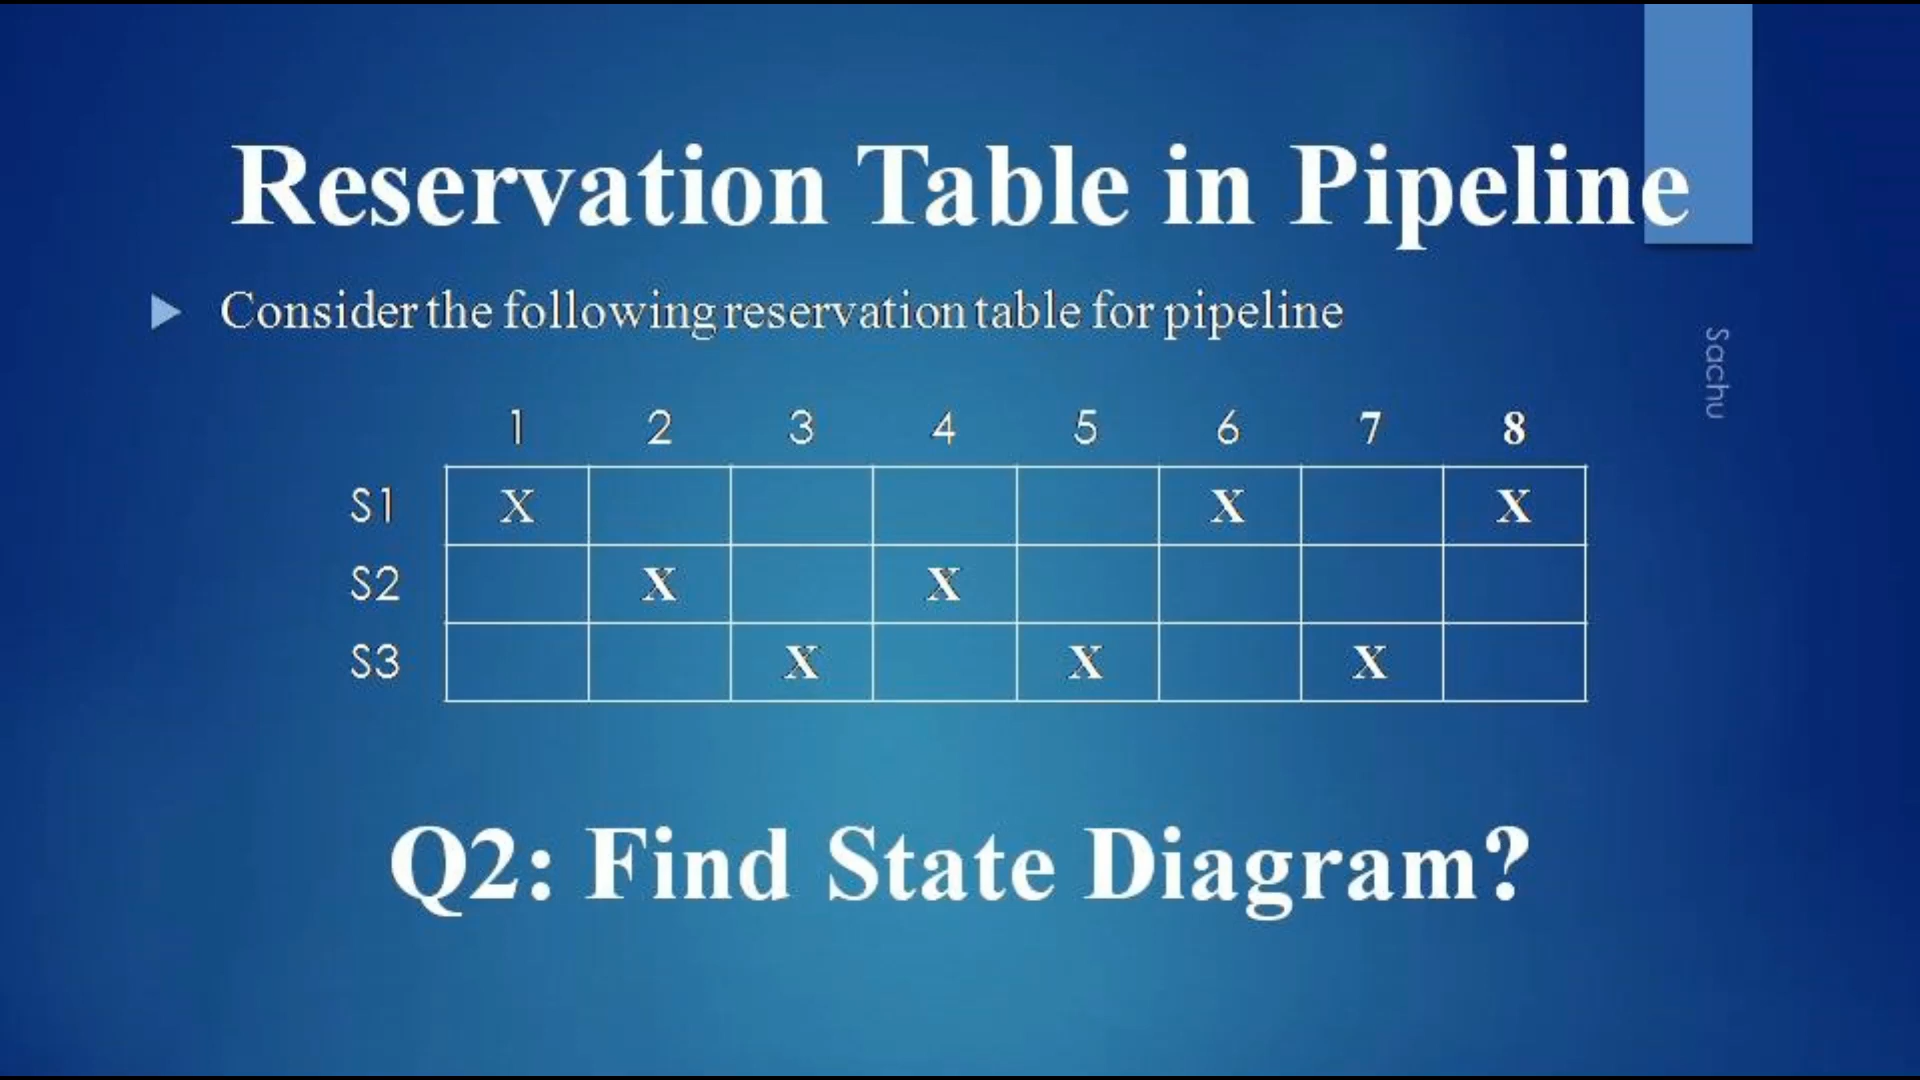 Reservation Table in Pipeline
Consider the following reservation table for pipeline
Sachu
1 2 3 4 5 6 7 8
S1 X X X
S2 X X
S3 X X X
Q2: Find State Diagram?